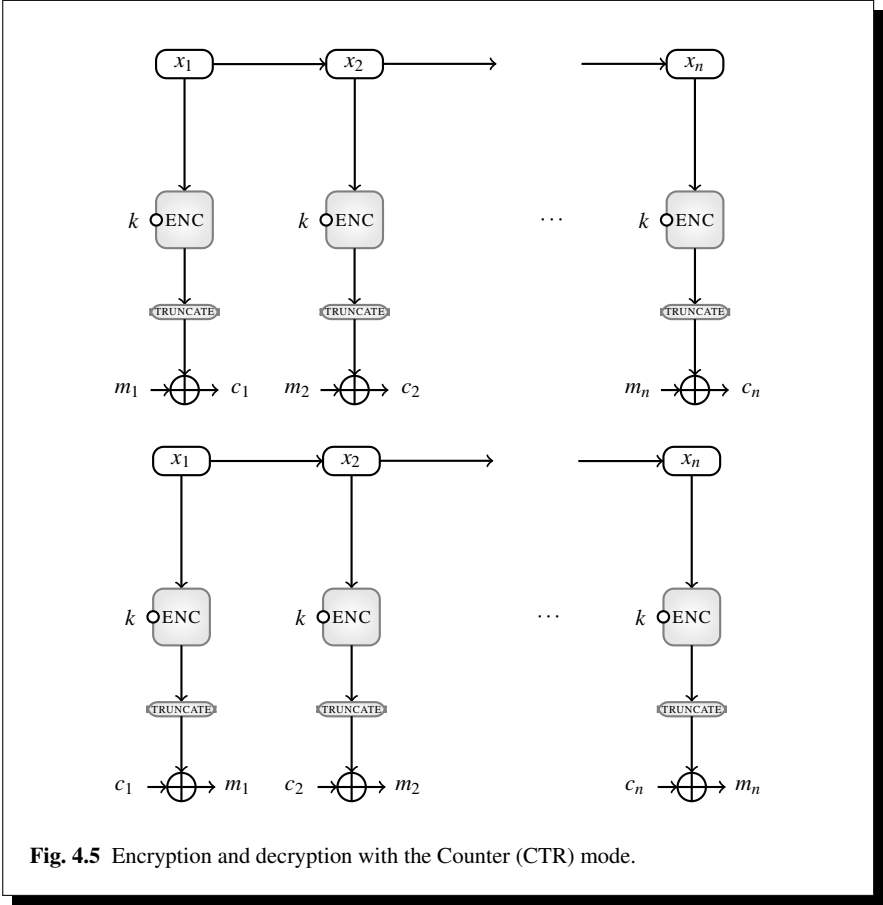 x₁ x₂ xₙ
k ENC k ENC ... k ENC
TRUNCATE TRUNCATE TRUNCATE
m₁ c₁ m₂ c₂ mₙ cₙ
x₁ x₂ xₙ
k ENC k ENC ... k ENC
TRUNCATE TRUNCATE TRUNCATE
c₁ m₁ c₂ m₂ cₙ mₙ
Fig. 4.5 Encryption and decryption with the Counter (CTR) mode.